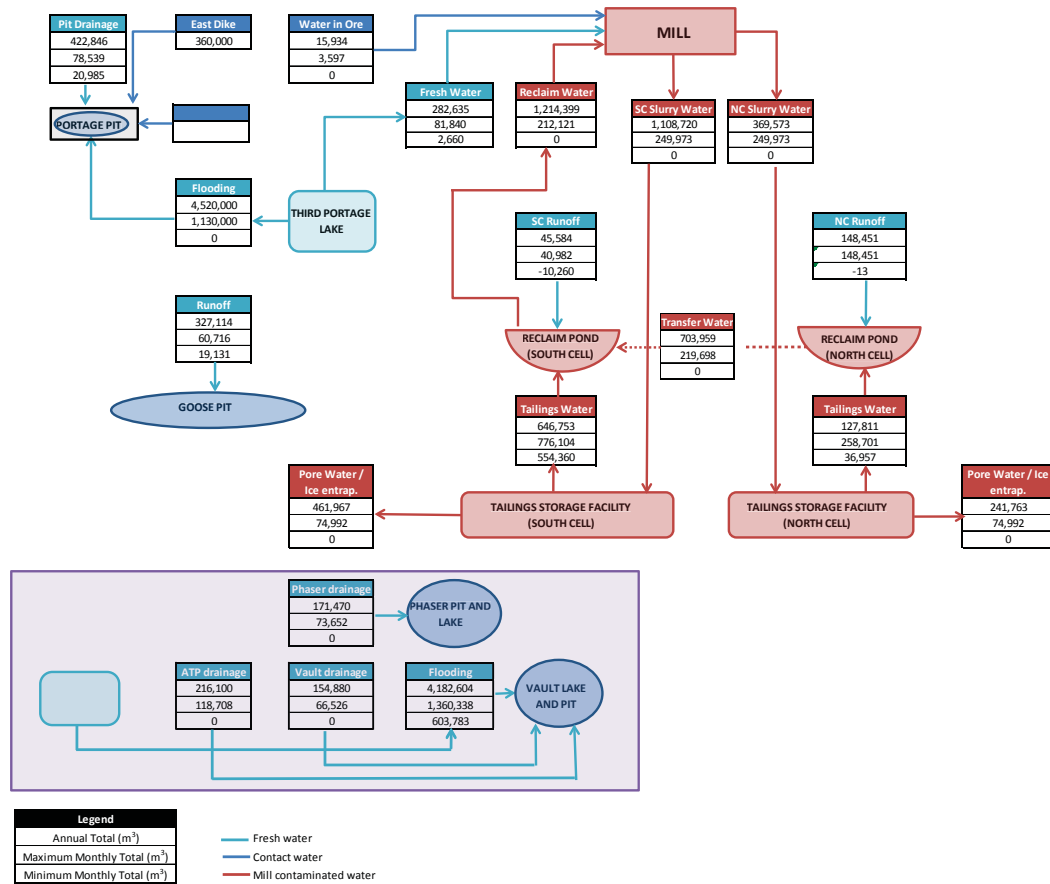 Pit Drainage
422,846
78,539
20,985
East Dike
360,000
Water in Ore
15,934
3,597
0
MILL
Fresh Water
282,635
81,840
2,660
Reclaim Water
1,214,399
212,121
0
SC Slurry Water
1,108,720
249,973
0
NC Slurry Water
369,573
249,973
0
PORTAGE PIT
Flooding
4,520,000
1,130,000
0
THIRD PORTAGE
LAKE
SC Runoff
45,584
40,982
-10,260
NC Runoff
148,451
148,451
-13
Runoff
327,114
60,716
19,131
GOOSE PIT
RECLAIM POND
(SOUTH CELL)
Transfer Water
703,959
219,698
0
RECLAIM POND
(NORTH CELL)
Tailings Water
646,753
776,104
554,360
Tailings Water
127,811
258,701
36,957
Pore Water /
Ice entrap.
461,967
74,992
0
TAILINGS STORAGE FACILITY
(SOUTH CELL)
TAILINGS STORAGE FACILITY
(NORTH CELL)
Pore Water / Ice
entrap.
241,763
74,992
0
Phaser drainage
171,470
73,652
0
PHASER PIT AND
LAKE
ATP drainage
216,100
118,708
0
Vault drainage
154,880
66,526
0
Flooding
4,182,604
1,360,338
603,783
VAULT LAKE
AND PIT
Legend
Annual Total (m³)
Maximum Monthly Total (m³)
Minimum Monthly Total (m³)
Fresh water
Contact water
Mill contaminated water